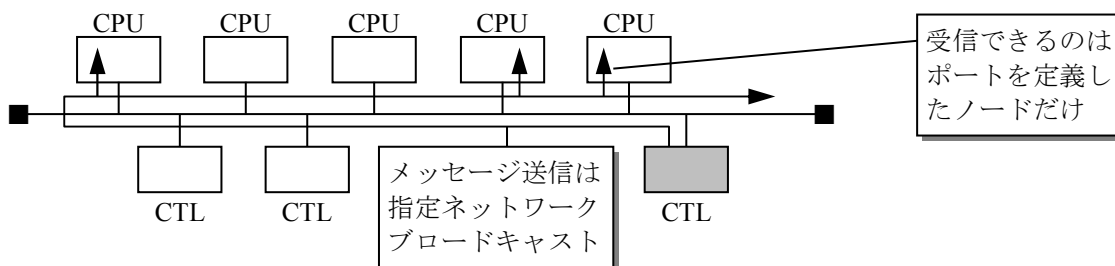 CPU
CPU
CPU
CPU
CPU
受信できるのは
ポートを定義し
たノードだけ
メッセージ送信は
指定ネットワーク
ブロードキャスト
CTL
CTL
CTL